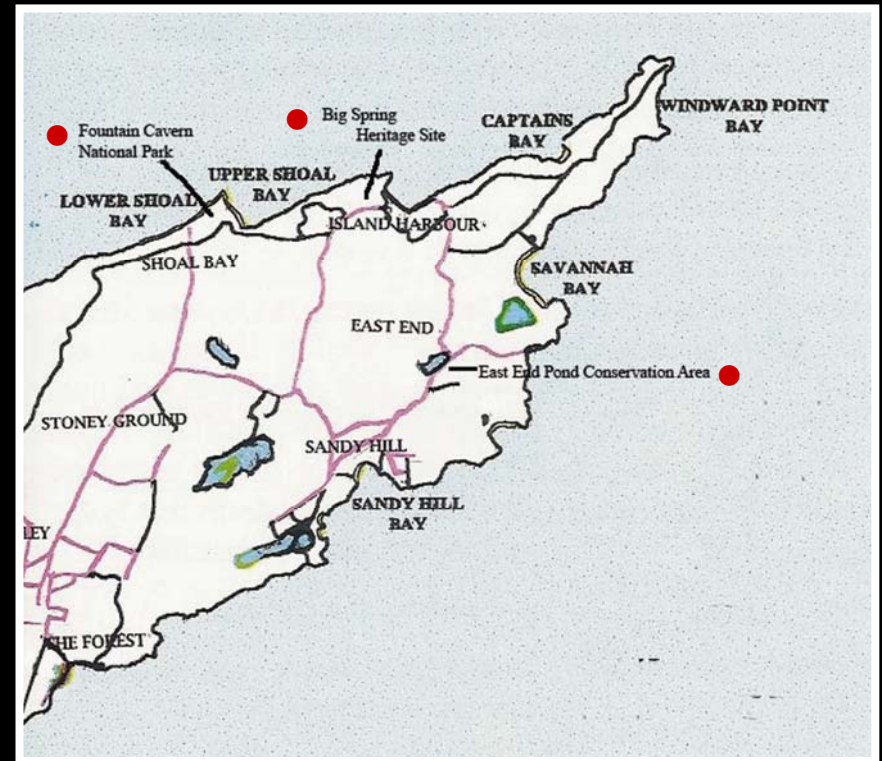 Big Spring
Heritage Site
Fountain Cavern
National Park
CAPTAINS
BAY
WINDWARD POINT
BAY
UPPER SHOAL
BAY
LOWER SHOAL
BAY
ISLAND HARBOUR
SHOAL BAY
SAVANNAH
BAY
EAST END
East End Pond Conservation Area
STONEY GROUND
SANDY HILL
SANDY HILL
BAY
LEY
THE FOREST